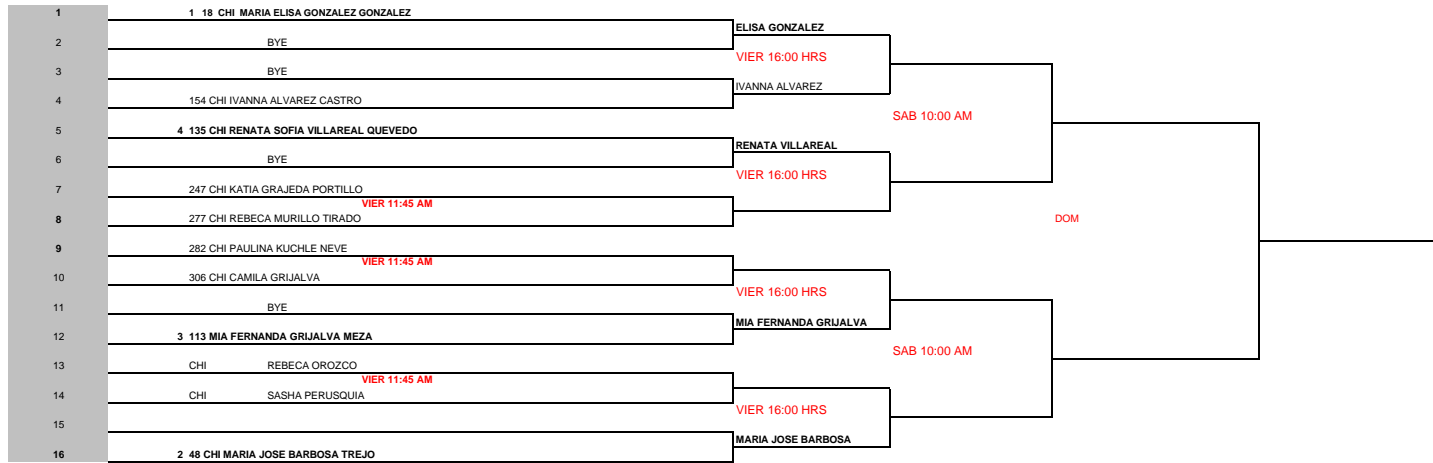 1 1 18 CHI MARIA ELISA GONZALEZ GONZALEZ
ELISA GONZALEZ
2 BYE
VIER 16:00 HRS
3 BYE
IVANNA ALVAREZ
4 154 CHI IVANNA ALVAREZ CASTRO
SAB 10:00 AM
5 4 135 CHI RENATA SOFIA VILLAREAL QUEVEDO
RENATA VILLAREAL
6 BYE
VIER 16:00 HRS
7 247 CHI KATIA GRAJEDA PORTILLO
VIER 11:45 AM
8 277 CHI REBECA MURILLO TIRADO
DOM
9 282 CHI PAULINA KUCHLE NEVE
VIER 11:45 AM
10 306 CHI CAMILA GRIJALVA
VIER 16:00 HRS
11 BYE
MIA FERNANDA GRIJALVA
12 3 113 MIA FERNANDA GRIJALVA MEZA
SAB 10:00 AM
13 CHI REBECA OROZCO
VIER 11:45 AM
14 CHI SASHA PERUSQUIA
VIER 16:00 HRS
15
MARIA JOSE BARBOSA
16 2 48 CHI MARIA JOSE BARBOSA TREJO